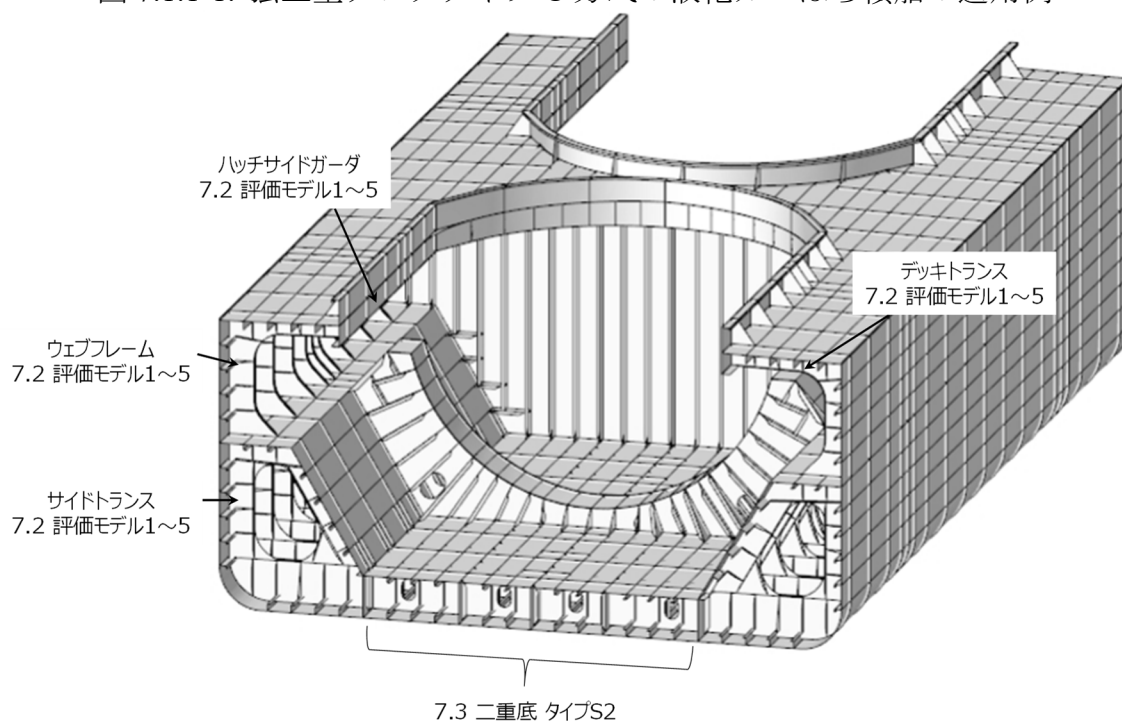 ハッチサイドガーダ
7.2 評価モデル1～5
デッキトランス
7.2 評価モデル1～5
ウェブフレーム
7.2 評価モデル1～5
サイドトランス
7.2 評価モデル1～5
7.3 二重底 タイプS2